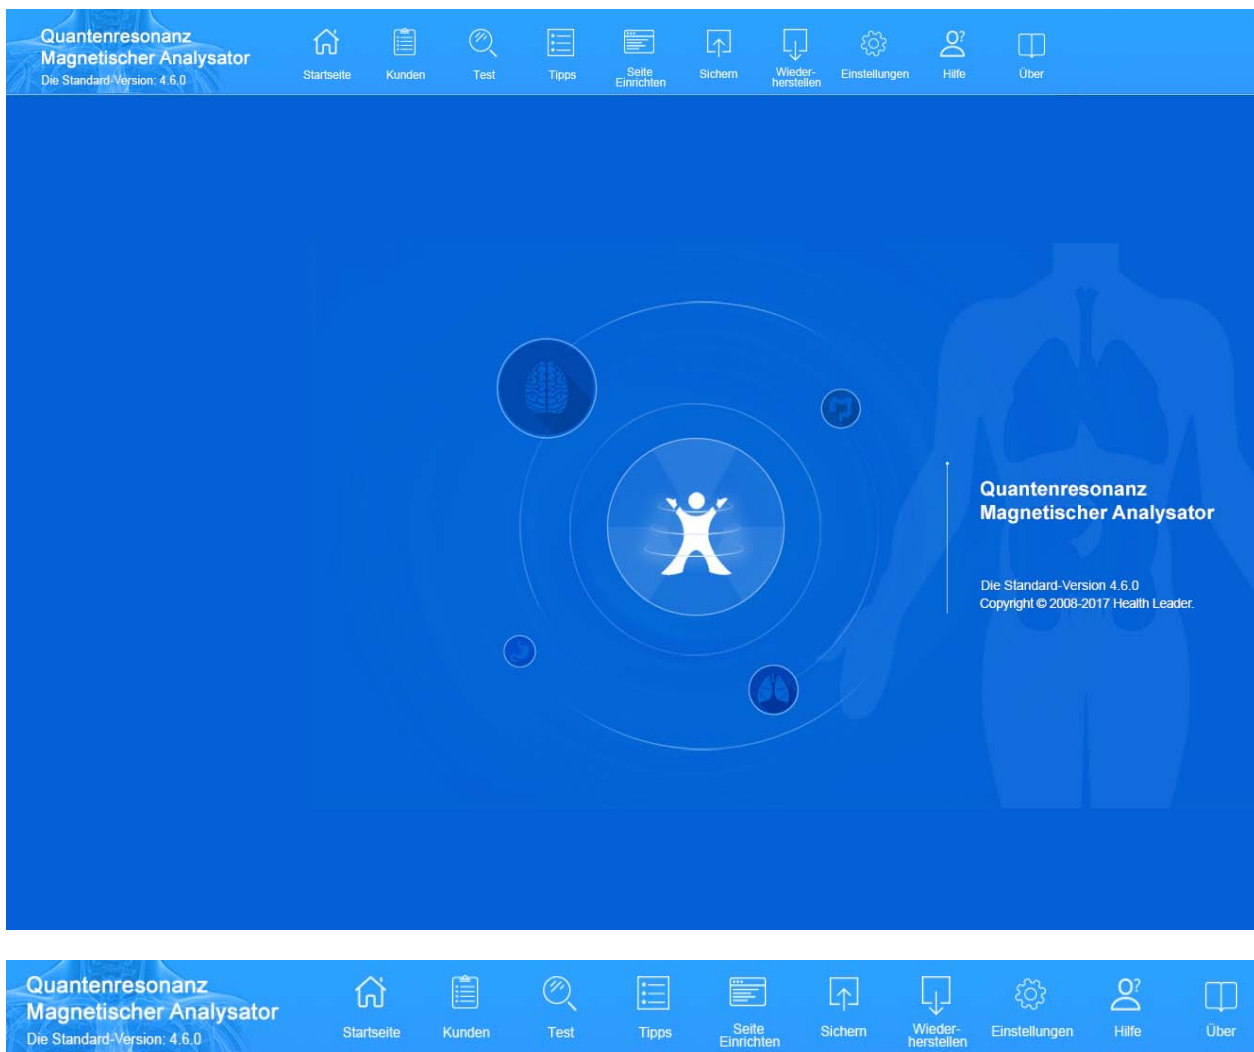 Quantenresonanz
Magnetischer Analysator
Die Standard-Version: 4.6.0
Startseite
Kunden
Test
Tipps
Seite
Einrichten
Sichern
Wieder-
herstellen
Einstellungen
Hilfe
Über
Quantenresonanz
Magnetischer Analysator
Die Standard-Version 4.6.0
Copyright © 2008-2017 Health Leader.
Quantenresonanz
Magnetischer Analysator
Die Standard-Version: 4.6.0
Startseite
Kunden
Test
Tipps
Seite
Einrichten
Sichern
Wieder-
herstellen
Einstellungen
Hilfe
Über